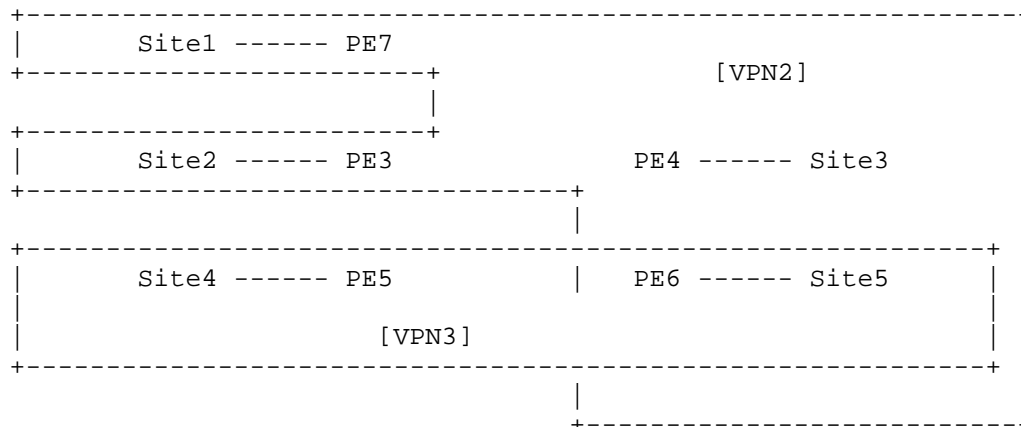 +--------------------------------------------------------------
|       Site1 ------ PE7
+-------------------------+                 [VPN2]
                          |
+-------------------------+
|       Site2 ------ PE3               PE4 ------ Site3
+----------------------------------+
                                   |
+------------------------------------------------------------+
|       Site4 ------ PE5           |   PE6 ------ Site5      |
|                                                            |
|                      [VPN3]                                |
+------------------------------------------------------------+
                                   |
                                   +---------------------------